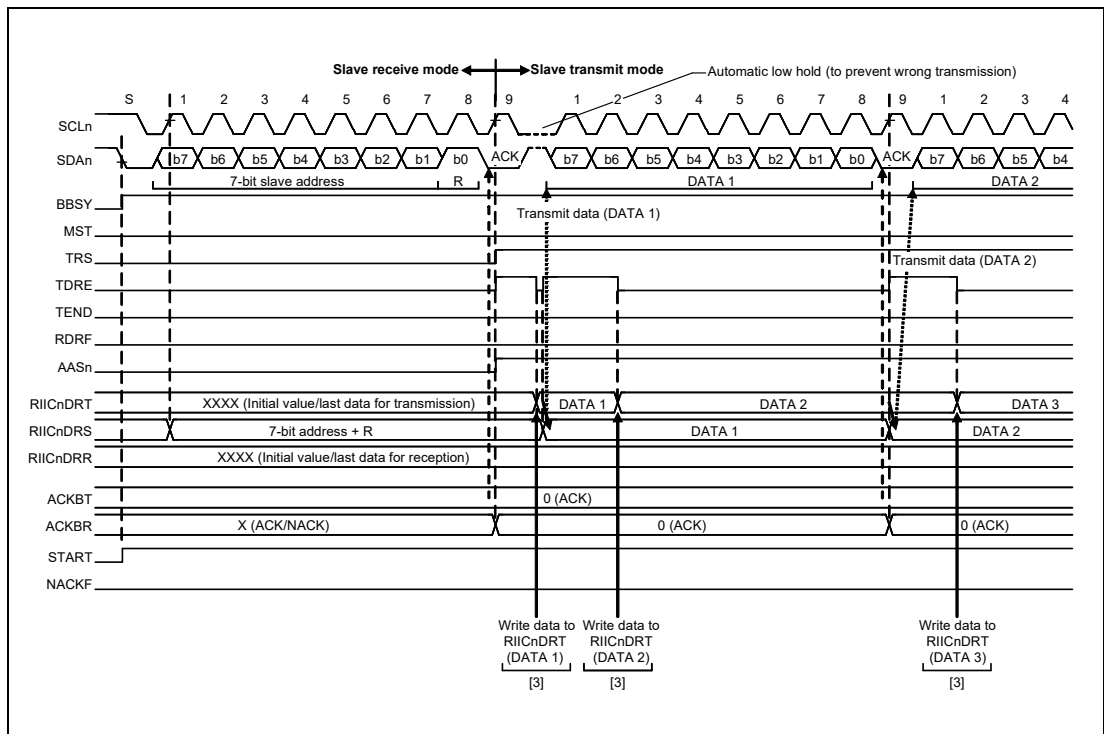 Slave receive mode Slave transmit mode Automatic low hold (to prevent wrong transmission)
S 1 2 3 4 5 6 7 8 9 1 2 3 4 5 6 7 8 9 1 2 3 4
SCLn
SDAn b7 b6 b5 b4 b3 b2 b1 b0 ACK b7 b6 b5 b4 b3 b2 b1 b0 ACK b7 b6 b5 b4
7-bit slave address R DATA 1 DATA 2
BBSY
Transmit data (DATA 1)
MST
TRS
Transmit data (DATA 2)
TDRE
TEND
RDRF
AASn
RIICnDRT XXXX (Initial value/last data for transmission) DATA 1 DATA 2 DATA 3
RIICnDRS 7-bit address + R DATA 1 DATA 2
RIICnDRR XXXX (Initial value/last data for reception)
ACKBT 0 (ACK)
ACKBR X (ACK/NACK) 0 (ACK) 0 (ACK)
START
NACKF
Write data to Write data to Write data to
RIICnDRT RIICnDRT RIICnDRT
(DATA 1) (DATA 2) (DATA 3)
[3] [3] [3]